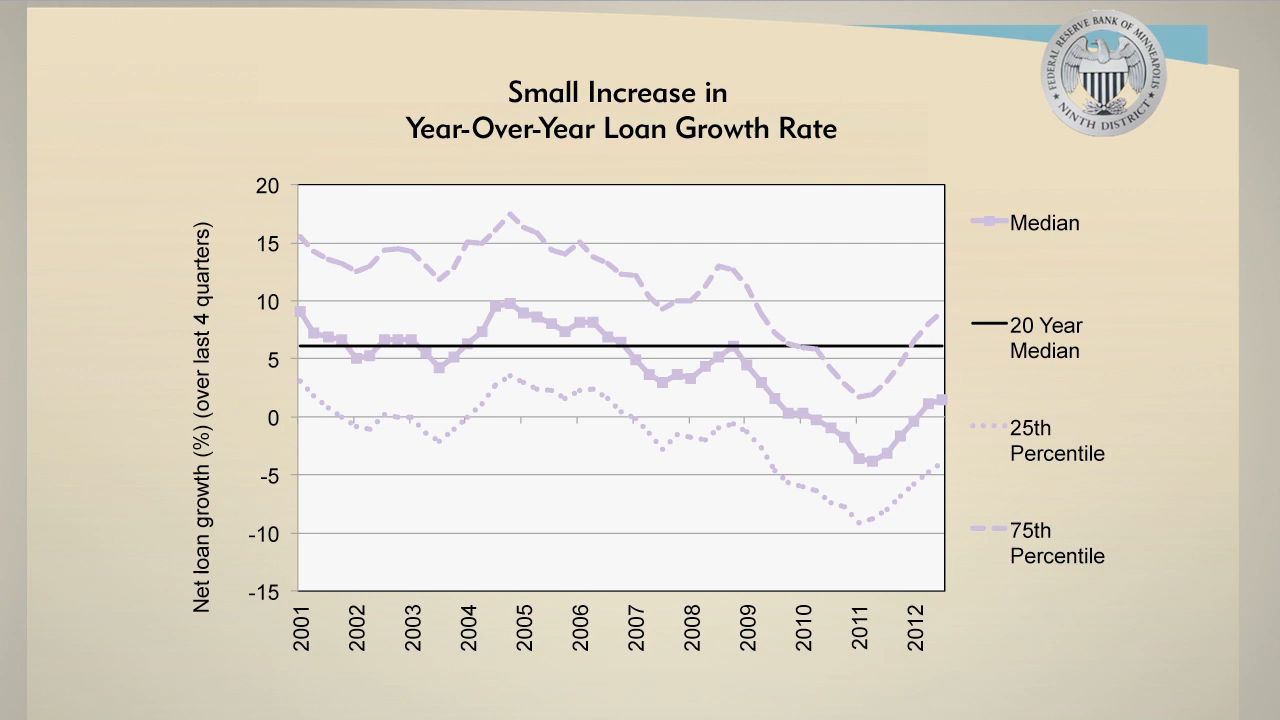 FEDERAL RESERVE BANK OF MINNEAPOLIS
★ NINTH DISTRICT ★
Small Increase in
Year-Over-Year Loan Growth Rate
Net loan growth (%) (over last 4 quarters)
20
15
10
5
0
-5
-10
-15
2001
2002
2003
2004
2005
2006
2007
2008
2009
2010
2011
2012
Median
20 Year
Median
25th
Percentile
75th
Percentile